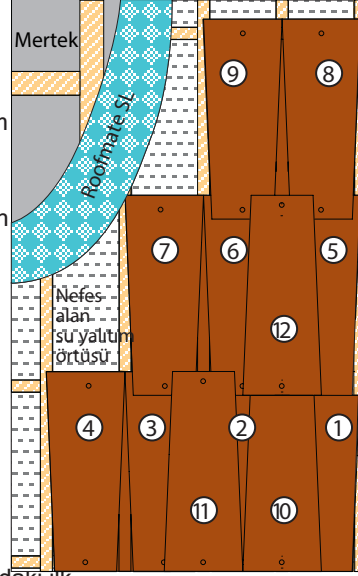 Mertek
m
Roofmate SL
9
8
m
7
6
5
Nefes
alan
su yalıtım
örtüsü
12
4
3
2
1
11
10